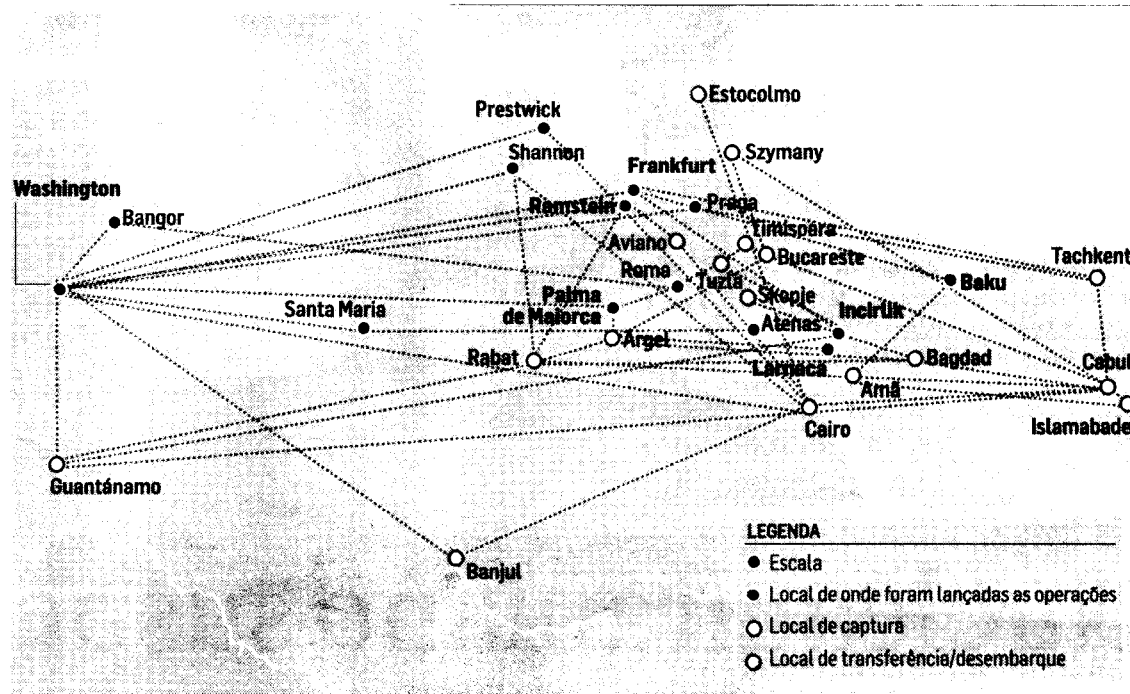 Estocolmo
Prestwick
Szymany
Shannon
Frankfurt
Washington
Ramstein
Praga
Bangor
Aviano
Timispara
Bucareste
Tachkent
Roma
Tuzla
Baku
Palma
de Maiorca
Skopje
Santa Maria
Incirlik
Atenas
Argel
Rabat
Larnaca
Bagdad
Cabul
Amã
Cairo
Islamabade
Guantánamo
Banjul
LEGENDA
Escala
Local de onde foram lançadas as operações
Local de captura
Local de transferência/desembarque